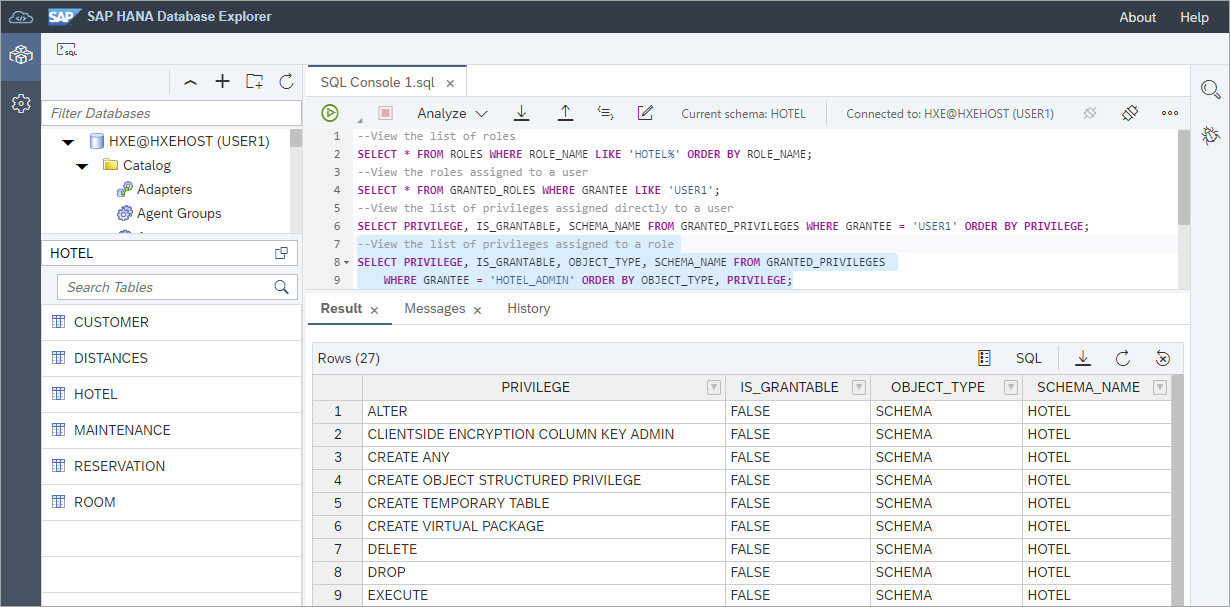 SAP SAP HANA Database Explorer About Help
SQL
SQL Console 1.sql
Filter Databases
Analyze Current schema: HOTEL Connected to: HXE@HXEHOST (USER1)
HXE@HXEHOST (USER1)
Catalog
Adapters
Agent Groups
1 --View the list of roles
2 SELECT * FROM ROLES WHERE ROLE_NAME LIKE 'HOTEL%' ORDER BY ROLE_NAME;
3 --View the roles assigned to a user
4 SELECT * FROM GRANTED_ROLES WHERE GRANTEE LIKE 'USER1';
5 --View the list of privileges assigned directly to a user
6 SELECT PRIVILEGE, IS_GRANTABLE, SCHEMA_NAME FROM GRANTED_PRIVILEGES WHERE GRANTEE = 'USER1' ORDER BY PRIVILEGE;
7 --View the list of privileges assigned to a role
8 SELECT PRIVILEGE, IS_GRANTABLE, OBJECT_TYPE, SCHEMA_NAME FROM GRANTED_PRIVILEGES
9 WHERE GRANTEE = 'HOTEL_ADMIN' ORDER BY OBJECT_TYPE, PRIVILEGE;
HOTEL
Search Tables
CUSTOMER
DISTANCES
HOTEL
MAINTENANCE
RESERVATION
ROOM
Result Messages History
Rows (27) SQL
PRIVILEGE IS_GRANTABLE OBJECT_TYPE SCHEMA_NAME
1 ALTER FALSE SCHEMA HOTEL
2 CLIENTSIDE ENCRYPTION COLUMN KEY ADMIN FALSE SCHEMA HOTEL
3 CREATE ANY FALSE SCHEMA HOTEL
4 CREATE OBJECT STRUCTURED PRIVILEGE FALSE SCHEMA HOTEL
5 CREATE TEMPORARY TABLE FALSE SCHEMA HOTEL
6 CREATE VIRTUAL PACKAGE FALSE SCHEMA HOTEL
7 DELETE FALSE SCHEMA HOTEL
8 DROP FALSE SCHEMA HOTEL
9 EXECUTE FALSE SCHEMA HOTEL